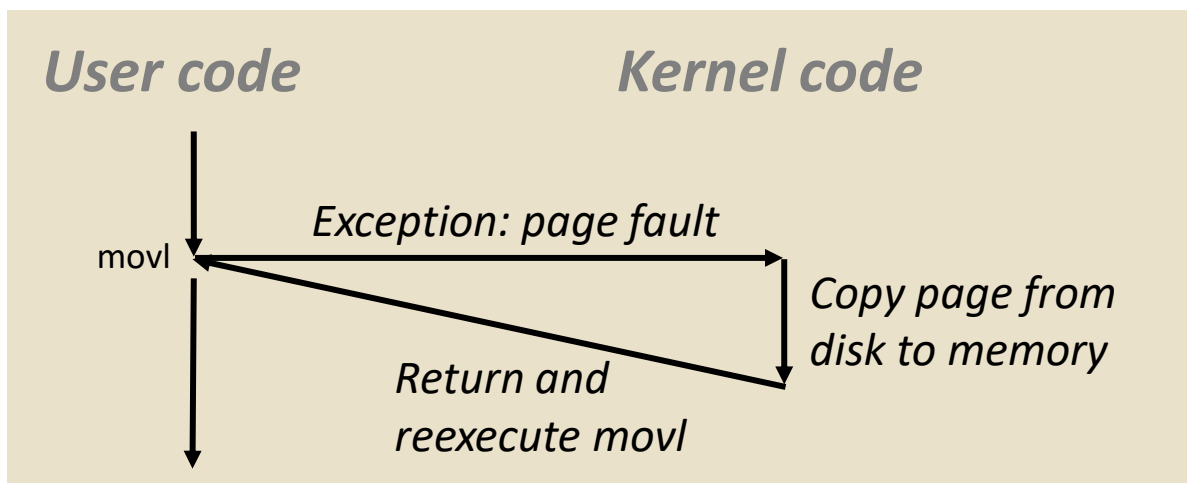 User code
Kernel code
Exception: page fault
movl
Copy page from
disk to memory
Return and
reexecute movl